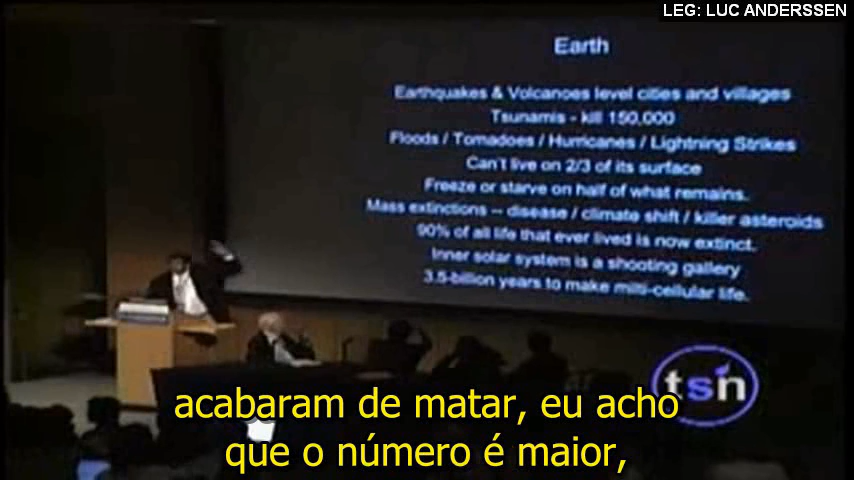 LEG: LUC ANDERSSEN
Earth
Earthquakes & Volcanoes level cities and villages
Tsunamis - kill 150,000
Floods / Tornadoes / Hurricanes / Lightning Strikes
Can't live on 2/3 of its surface
Freeze or starve on half of what remains.
Mass extinctions -- disease / climate shift / killer asteroids
90% of all life that ever lived is now extinct.
Inner solar system is a shooting gallery
3.5-billion years to make milti-cellular life.
tsn
acabaram de matar, eu acho
que o número é maior,